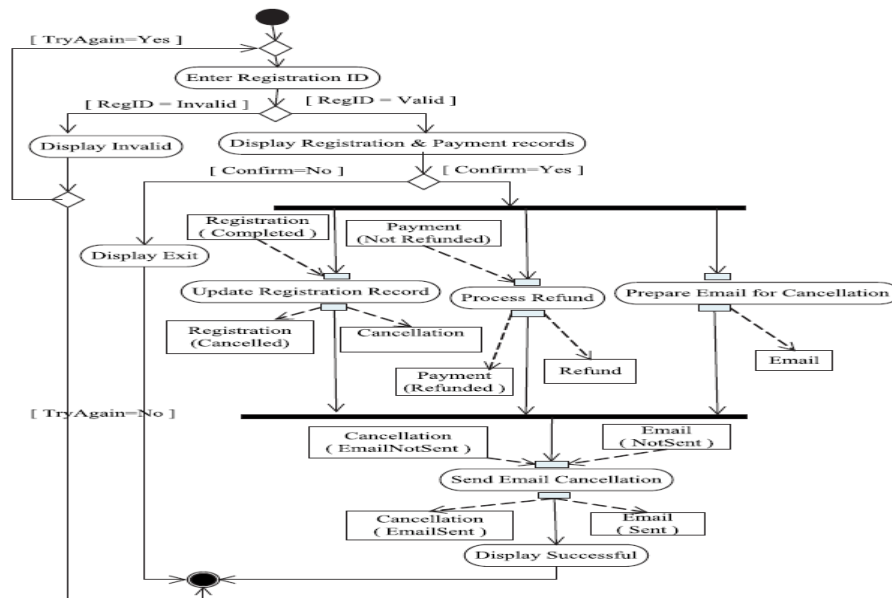 [ TryAgain=Yes ]
Enter Registration ID
[ RegID = Invalid ]
[ RegID = Valid ]
Display Invalid
Display Registration & Payment records
[ Confirm=No ]
[ Confirm=Yes ]
Registration
( Completed )
Payment
(Not Refunded)
Display Exit
Update Registration Record
Process Refund
Prepare Email for Cancellation
Registration
(Cancelled)
Cancellation
Payment
(Refunded )
Refund
Email
[ TryAgain=No ]
Cancellation
( EmailNotSent )
Email
( NotSent )
Send Email Cancellation
Cancellation
( EmailSent )
Email
( Sent )
Display Successful